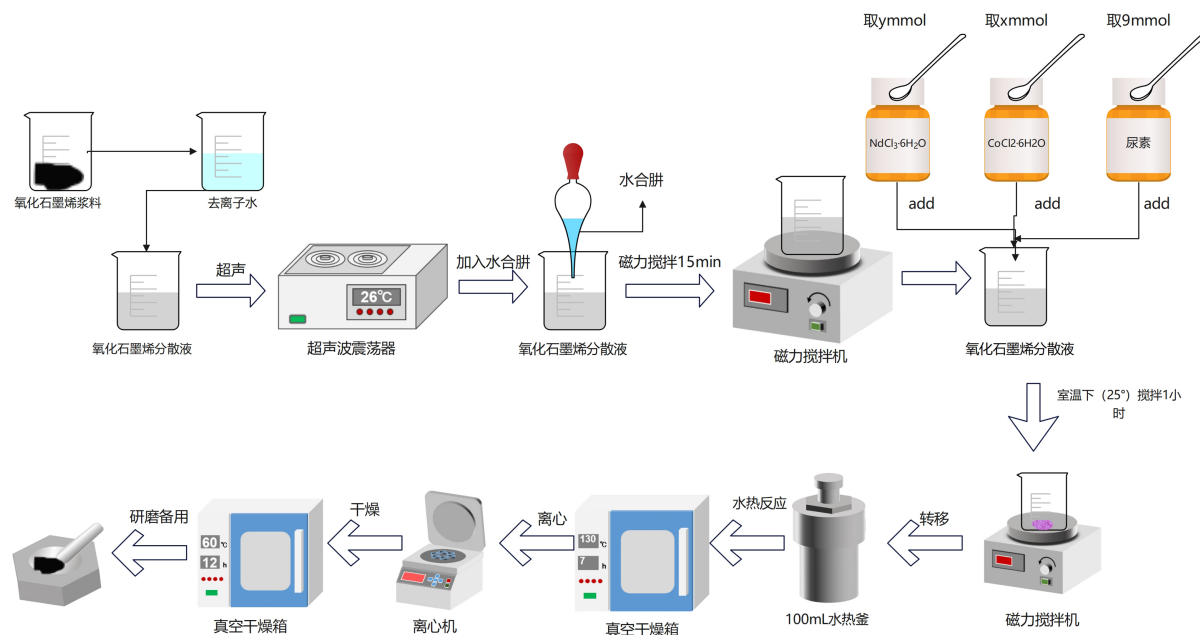 取ymmol
取xmmol
取9mmol
NdCl₃·6H₂O
CoCl2·6H2O
尿素
add
add
add
氧化石墨烯浆料
去离子水
氧化石墨烯分散液
超声
26℃
超声波震荡器
加入水合肼
水合肼
氧化石墨烯分散液
磁力搅拌15min
磁力搅拌机
氧化石墨烯分散液
室温下（25°）搅拌1小
时
磁力搅拌机
转移
100mL水热釜
水热反应
130 ℃
7 h
真空干燥箱
离心
离心机
干燥
60 ℃
12 h
真空干燥箱
研磨备用